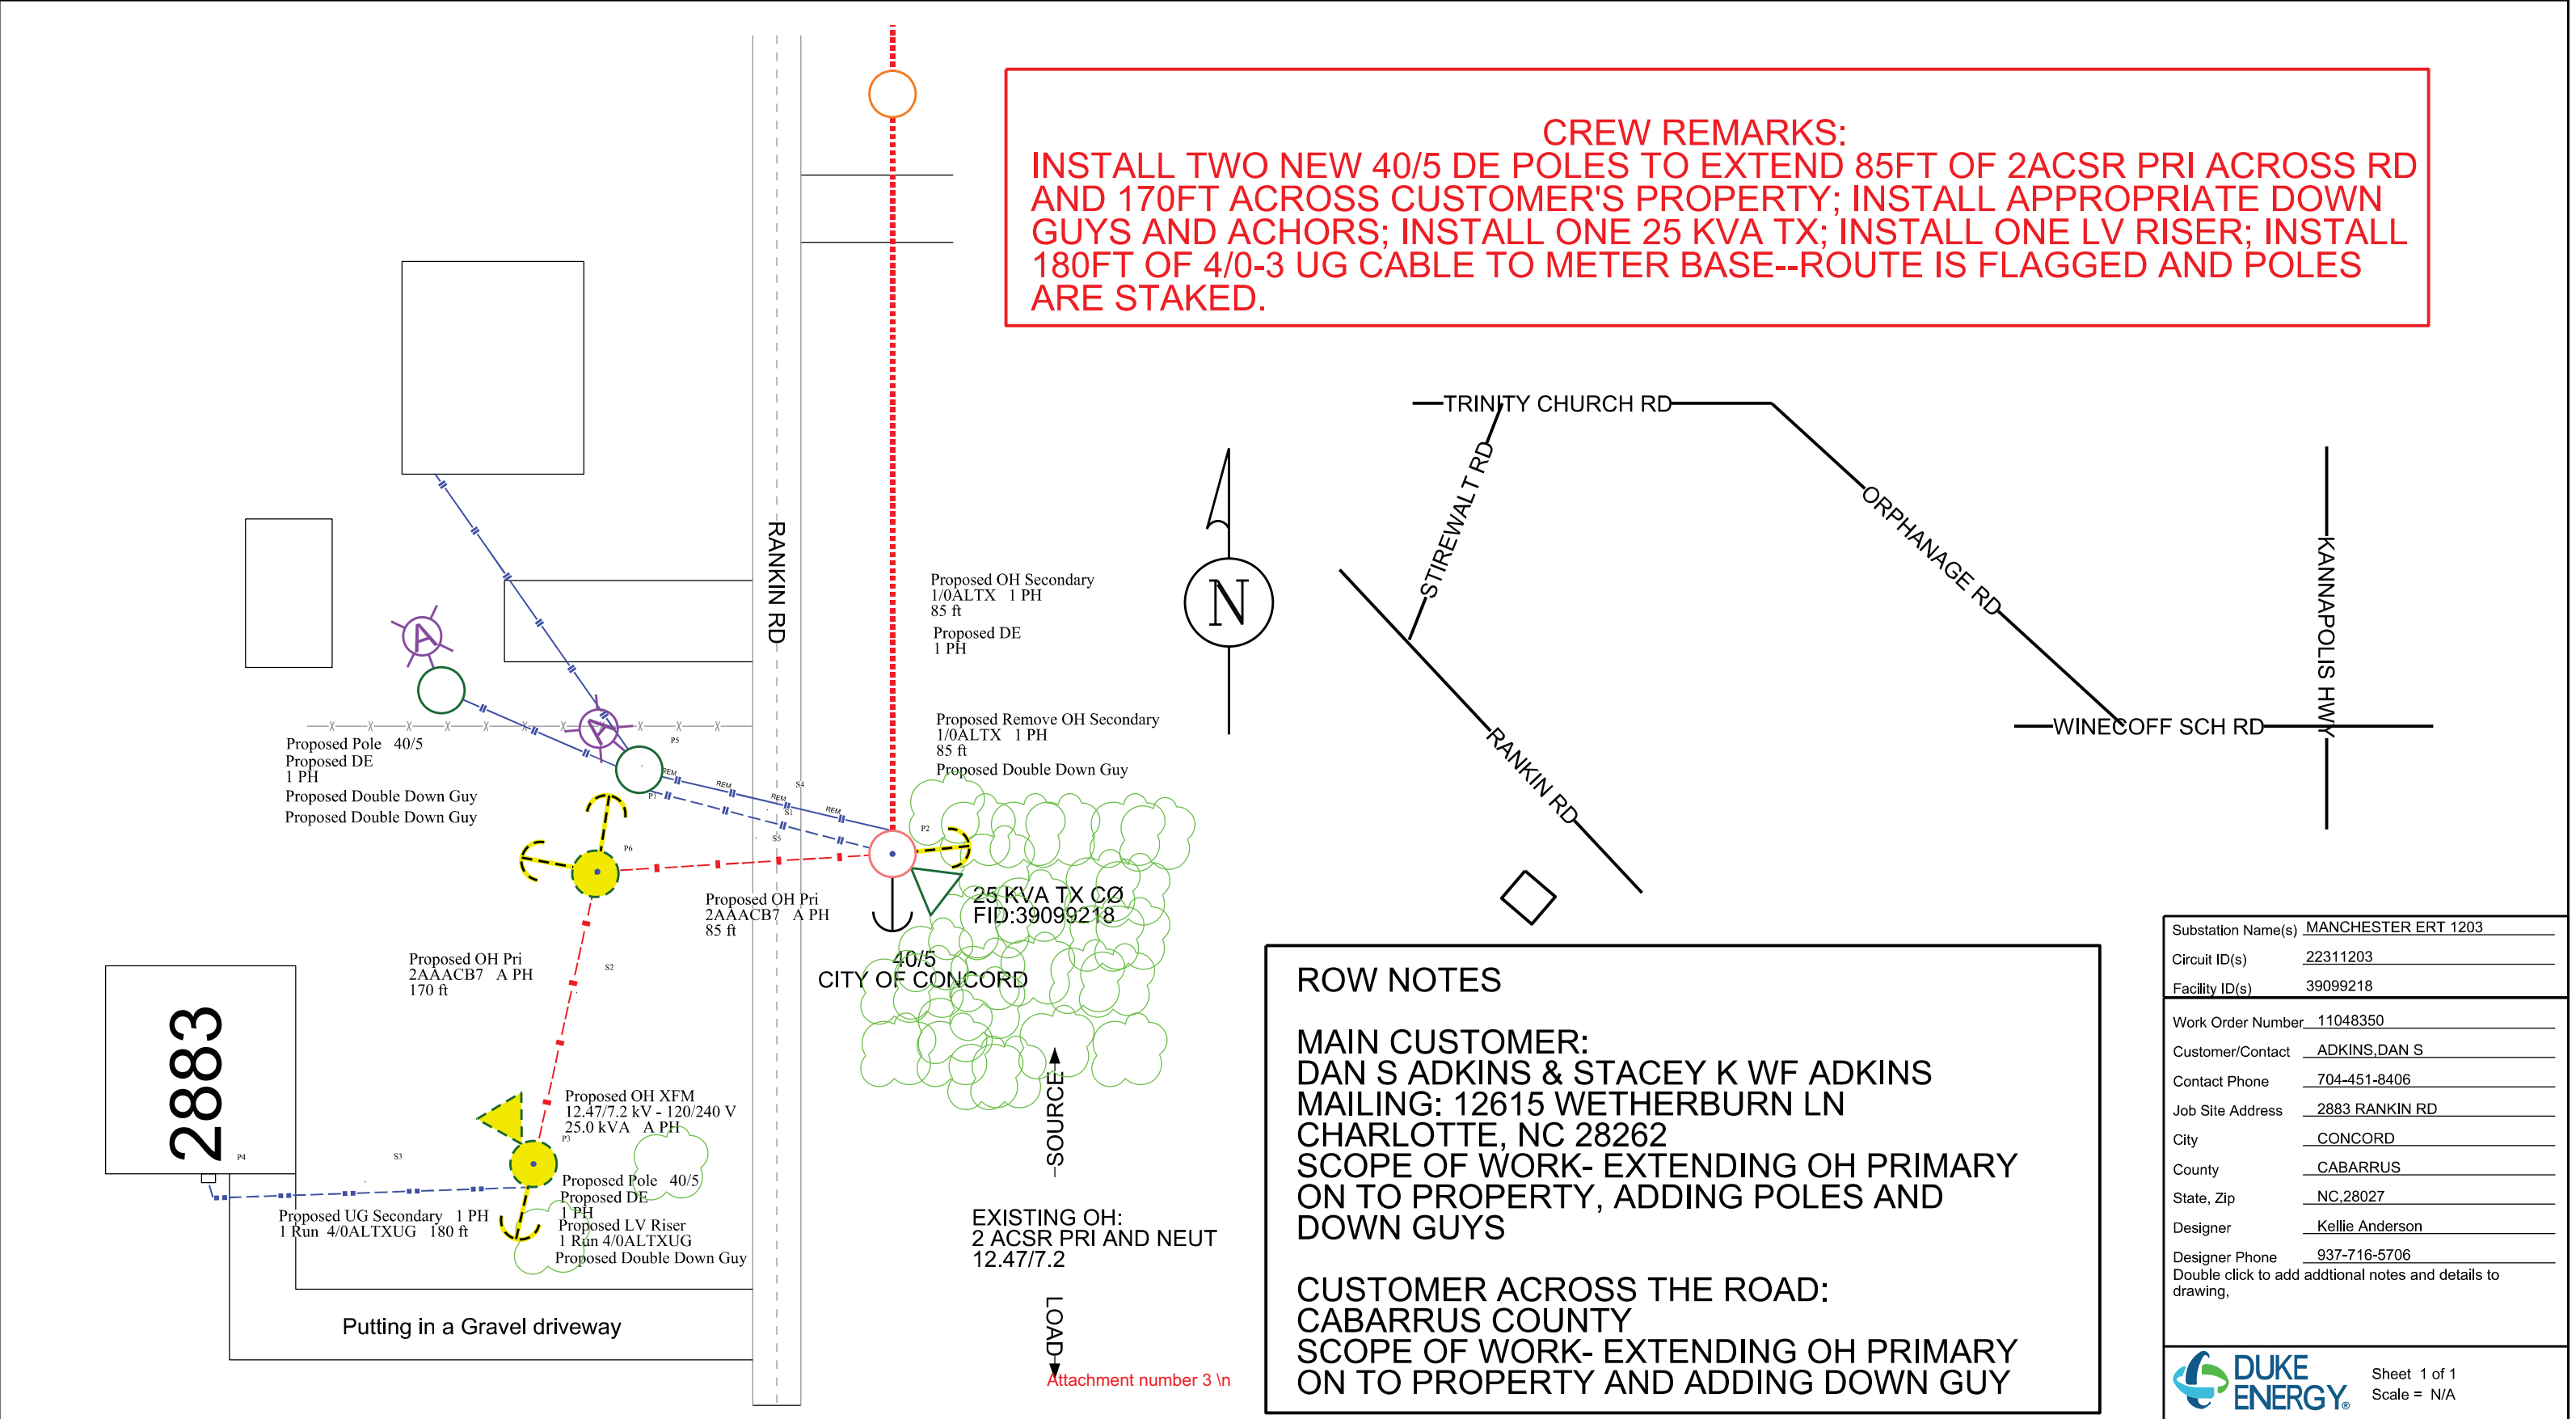 CREW REMARKS:
INSTALL TWO NEW 40/5 DE POLES TO EXTEND 85FT OF 2ACSR PRI ACROSS RD
AND 170FT ACROSS CUSTOMER'S PROPERTY; INSTALL APPROPRIATE DOWN
GUYS AND ACHORS; INSTALL ONE 25 KVA TX; INSTALL ONE LV RISER; INSTALL
180FT OF 4/0-3 UG CABLE TO METER BASE--ROUTE IS FLAGGED AND POLES
ARE STAKED.
TRINITY CHURCH RD
STIREWALT RD
ORPHANAGE RD
KANNAPOLIS HWY
WINECOFF SCH RD
RANKIN RD
N
RANKIN RD
Proposed OH Secondary
1/0ALTX 1 PH
85 ft
Proposed DE
1 PH
Proposed Remove OH Secondary
1/0ALTX 1 PH
85 ft
Proposed Double Down Guy
A
A
P5
Proposed Pole 40/5
Proposed DE
1 PH
Proposed Double Down Guy
Proposed Double Down Guy
REM
REM
REM
REM
S4
P1
S1
S5
P2
P6
Proposed OH Pri
2AAACB7 A PH
85 ft
25 KVA TX CØ
FID:39099218
40/5
CITY OF CONCORD
Proposed OH Pri
2AAACB7 A PH
170 ft
S2
2883
P4
S3
Proposed OH XFM
12.47/7.2 kV - 120/240 V
25.0 kVA A PH
P3
Proposed Pole 40/5
Proposed DE
1 PH
Proposed LV Riser
1 Run 4/0ALTXUG
Proposed Double Down Guy
Proposed UG Secondary 1 PH
1 Run 4/0ALTXUG 180 ft
Putting in a Gravel driveway
SOURCE
EXISTING OH:
2 ACSR PRI AND NEUT
12.47/7.2
LOAD
Attachment number 3 \n
ROW NOTES
MAIN CUSTOMER:
DAN S ADKINS & STACEY K WF ADKINS
MAILING: 12615 WETHERBURN LN
CHARLOTTE, NC 28262
SCOPE OF WORK- EXTENDING OH PRIMARY
ON TO PROPERTY, ADDING POLES AND
DOWN GUYS
CUSTOMER ACROSS THE ROAD:
CABARRUS COUNTY
SCOPE OF WORK- EXTENDING OH PRIMARY
ON TO PROPERTY AND ADDING DOWN GUY
Substation Name(s) MANCHESTER ERT 1203
Circuit ID(s) 22311203
Facility ID(s) 39099218
Work Order Number 11048350
Customer/Contact ADKINS,DAN S
Contact Phone 704-451-8406
Job Site Address 2883 RANKIN RD
City CONCORD
County CABARRUS
State, Zip NC,28027
Designer Kellie Anderson
Designer Phone 937-716-5706
Double click to add addtional notes and details to
drawing,
DUKE
ENERGY®
Sheet 1 of 1
Scale = N/A